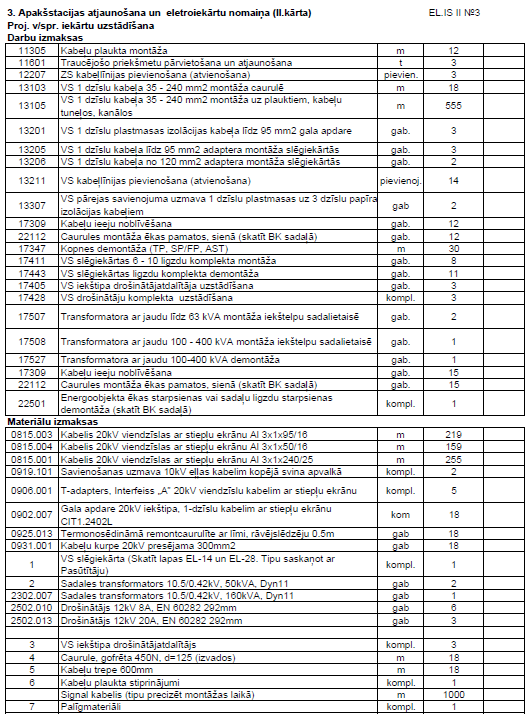 3. Apakšstacijas atjaunošana un eletroiekārtu nomaiņa (II.kārta) EL.IS II №3
Proj. v/spr. iekārtu uzstādīšana
Darbu izmaksas
11305 Kabeļu plaukta montāža m 12
11601 Traucējošo priekšmetu pārvietošana un atjaunošana t 3
12207 ZS kabeļlīnijas pievienošana (atvienošana) pievien. 3
13103 VS 1 dzīslu kabeļa 35 - 240 mm2 montāža caurulē m 18
13105 VS 1 dzīslu kabeļa 35 - 240 mm2 montāža uz plauktiem, kabeļu
tuneļos, kanālos m 555
13201 VS 1 dzīslu plastmasas izolācijas kabeļa līdz 95 mm2 gala apdare gab. 3
13205 VS 1 dzīslu kabeļa līdz 95 mm2 adaptera montāža slēgiekārtās gab. 3
13206 VS 1 dzīslu kabeļa no 120 mm2 adaptera montāža slēgiekārtās gab. 2
13211 VS kabeļlīnijas pievienošana (atvienošana) pievienoj. 14
13307 VS pārejas savienojuma uzmava 1 dzīslu plastmasas uz 3 dzīslu papīra
izolācijas kabeļiem gab 2
17309 Kabeļu ieeju noblīvēšana gab. 12
22112 Caurules montāža ēkas pamatos, sienā (skatīt BK sadaļā) gab. 12
17347 Kopnes demontāža (TP, SP/FP, AST) m 30
17411 VS slēgiekārtas 6 - 10 ligzdu komplekta montāža gab. 8
17443 VS slēgiekārtas ligzdu komplekta demontāža gab. 11
17405 VS iekštipa drošinātājatdalītāja uzstādīšana gab. 3
17428 VS drošinātāju komplekta uzstādīšana kompl. 3
17507 Transformatora ar jaudu līdz 63 kVA montāža iekštelpu sadalietaisē gab. 2
17508 Transformatora ar jaudu 100 - 400 kVA montāža iekštelpu sadalietaisē gab. 1
17527 Transformatora ar jaudu 100-400 kVA demontāža gab. 1
17309 Kabeļu ieeju noblīvēšana gab. 15
22112 Caurules montāža ēkas pamatos, sienā (skatīt BK sadaļā) gab. 15
22501 Energoobjekta ēkas starpsienas vai sadaļu ligzdu starpsienas
demontāža (skatīt BK sadaļā) kompl. 1
Materiālu izmaksas
0815.003 Kabelis 20kV viendzīslas ar stiepļu ekrānu Al 3x1x95/16 m 219
0815.004 Kabelis 20kV viendzīslas ar stiepļu ekrānu Al 3x1x50/16 m 159
0815.001 Kabelis 20kV viendzīslas ar stiepļu ekrānu Al 3x1x240/25 m 255
0919.101 Savienošanas uzmava 10kV eļļas kabelim kopējā svina apvalkā kompl. 2
0906.001 T-adapters, Interfeiss „A” 20kV viendzīslu kabelim ar stiepļu ekrānu kompl. 5
0902.007 Gala apdare 20kV iekštipa, 1-dzīslu kabelim ar stiepļu ekrānu
CIT1.2402L kom 18
0925.013 Termonosēdināmā remontcaurulīte ar līmi, rāvējslēdzēju 0.5m gab 18
0931.001 Kabeļu kurpe 20kV presējama 300mm2 gab 18
1 VS slēgiekārta (Skatīt lapas EL-14 un EL-28. Tipu saskaņot ar
Pasūtītāju) kompl. 1
2 Sadales transformators 10.5/0.42kV, 50kVA, Dyn11 gab 2
2302.007 Sadales transformators 10.5/0.42kV, 160kVA, Dyn11 gab 1
2502.010 Drošinātājs 12kV 8A, EN 60282 292mm gab 6
2502.013 Drošinātājs 12kV 20A, EN 60282 292mm gab 3
3 VS iekštipa drošinātājatdalītājs kompl. 3
4 Caurule, gofrēta 450N, d=125 (izvados) m 18
5 Kabeļu trepe 600mm m 18
6 Kabeļu plaukta stiprinājumi kompl. 1
Signal kabelis (tipu precizēt montāžas laikā) m 1000
7 Palīgmateriāli kompl. 1